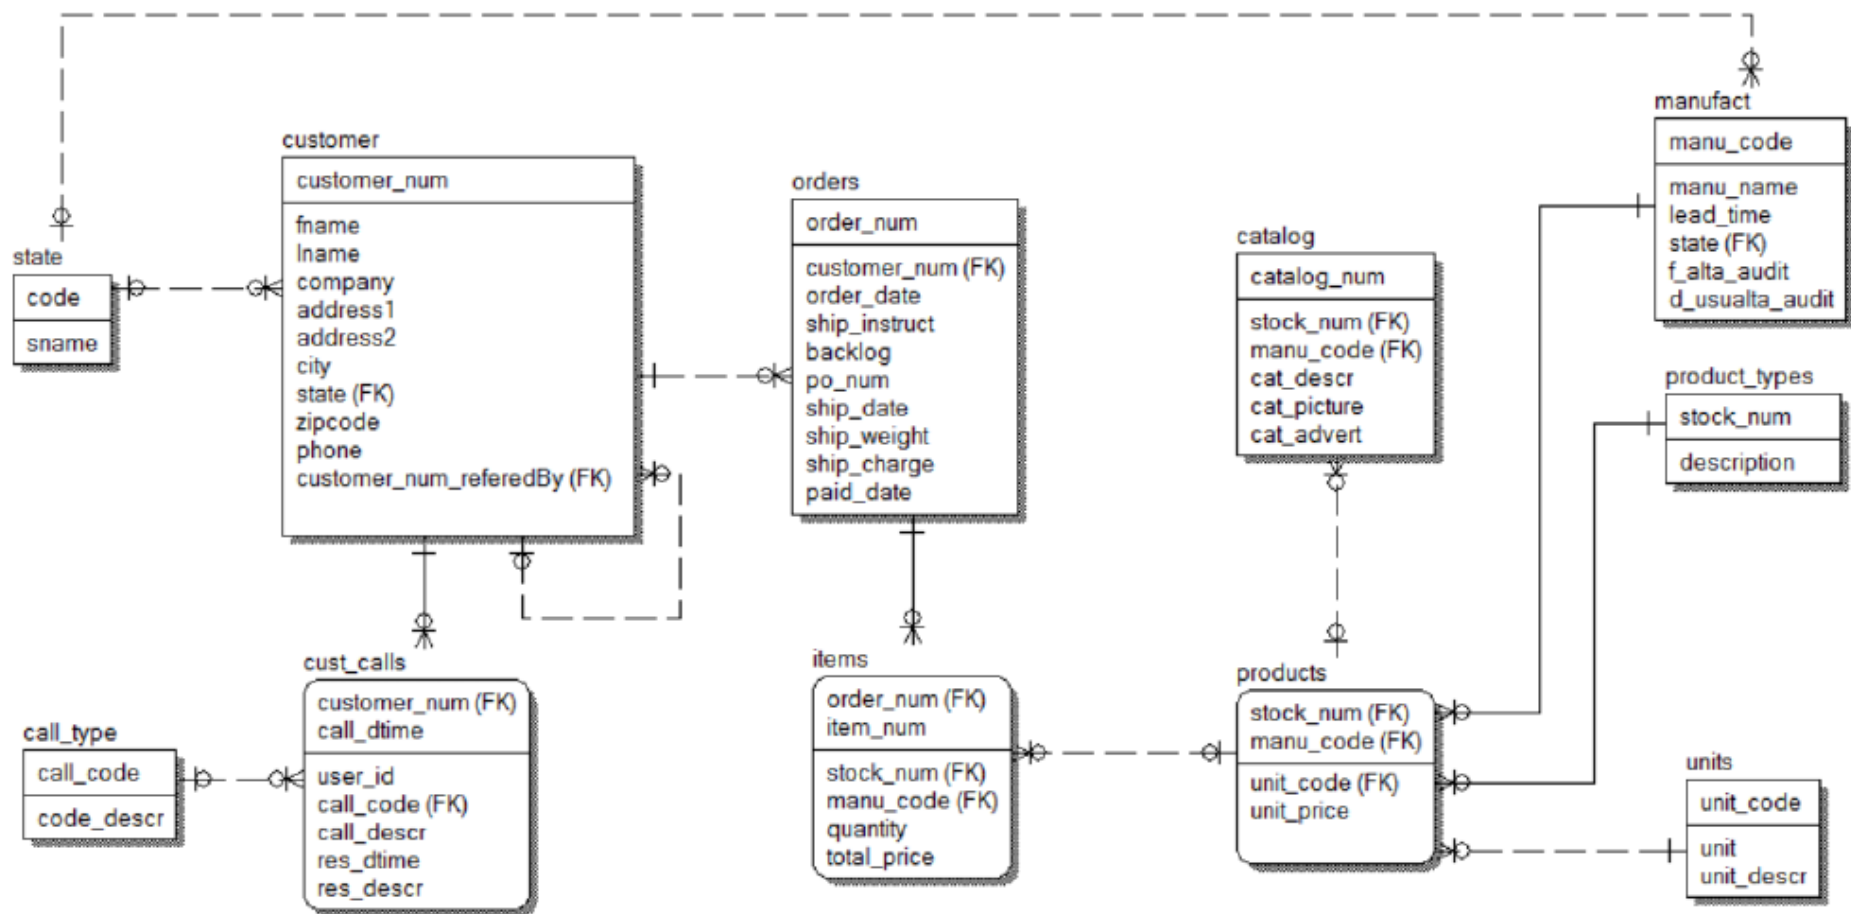 state
code
sname
customer
customer_num
fname
lname
company
address1
address2
city
state (FK)
zipcode
phone
customer_num_referedBy (FK)
orders
order_num
customer_num (FK)
order_date
ship_instruct
backlog
po_num
ship_date
ship_weight
ship_charge
paid_date
catalog
catalog_num
stock_num (FK)
manu_code (FK)
cat_descr
cat_picture
cat_advert
manufact
manu_code
manu_name
lead_time
state (FK)
f_alta_audit
d_usualta_audit
product_types
stock_num
description
call_type
call_code
code_descr
cust_calls
customer_num (FK)
call_dtime
user_id
call_code (FK)
call_descr
res_dtime
res_descr
items
order_num (FK)
item_num
stock_num (FK)
manu_code (FK)
quantity
total_price
products
stock_num (FK)
manu_code (FK)
unit_code (FK)
unit_price
units
unit_code
unit
unit_descr